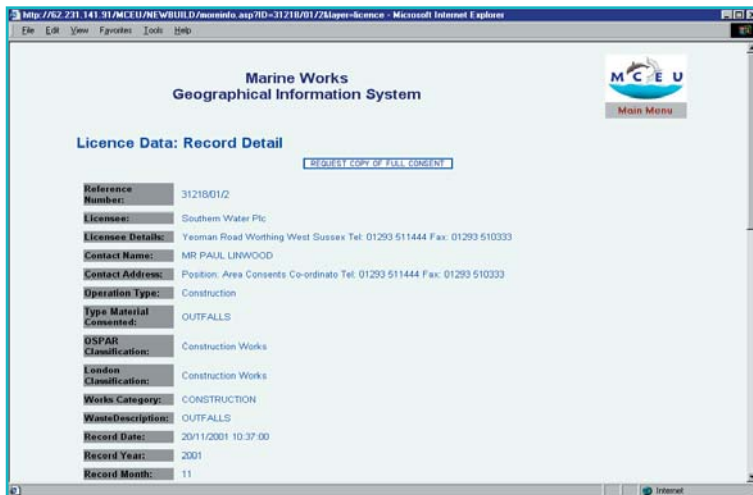 http://62.231.141.91/MCEU/NEWBUILD/moreinfo.asp?ID=31218/01/2&layer=licence - Microsoft Internet Explorer
File Edit View Favorites Tools Help
Marine Works
Geographical Information System
M C E U
Main Menu
Licence Data: Record Detail
REQUEST COPY OF FULL CONSENT
Reference Number: 31218/01/2
Licensee: Southern Water Plc
Licensee Details: Yeoman Road Worthing West Sussex Tel: 01293 511444 Fax: 01293 510333
Contact Name: MR PAUL LINWOOD
Contact Address: Position: Area Consents Co-ordinato Tel: 01293 511444 Fax: 01293 510333
Operation Type: Construction
Type Material Consented: OUTFALLS
OSPAR Classification: Construction Works
London Classification: Construction Works
Works Category: CONSTRUCTION
WasteDescription: OUTFALLS
Record Date: 20/11/2001 10:37:00
Record Year: 2001
Record Month: 11
Internet